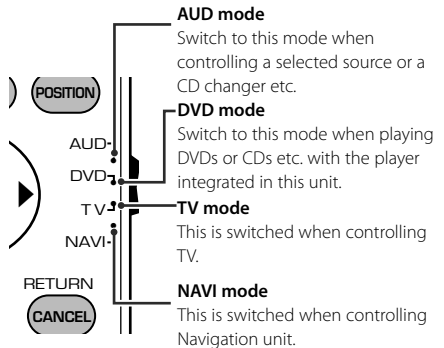 AUD mode
Switch to this mode when
controlling a selected source or a
CD changer etc.
DVD mode
Switch to this mode when playing
DVDs or CDs etc. with the player
integrated in this unit.
TV mode
This is switched when controlling
TV.
NAVI mode
This is switched when controlling
Navigation unit.
POSITION
AUD
DVD
TV
NAVI
RETURN
CANCEL